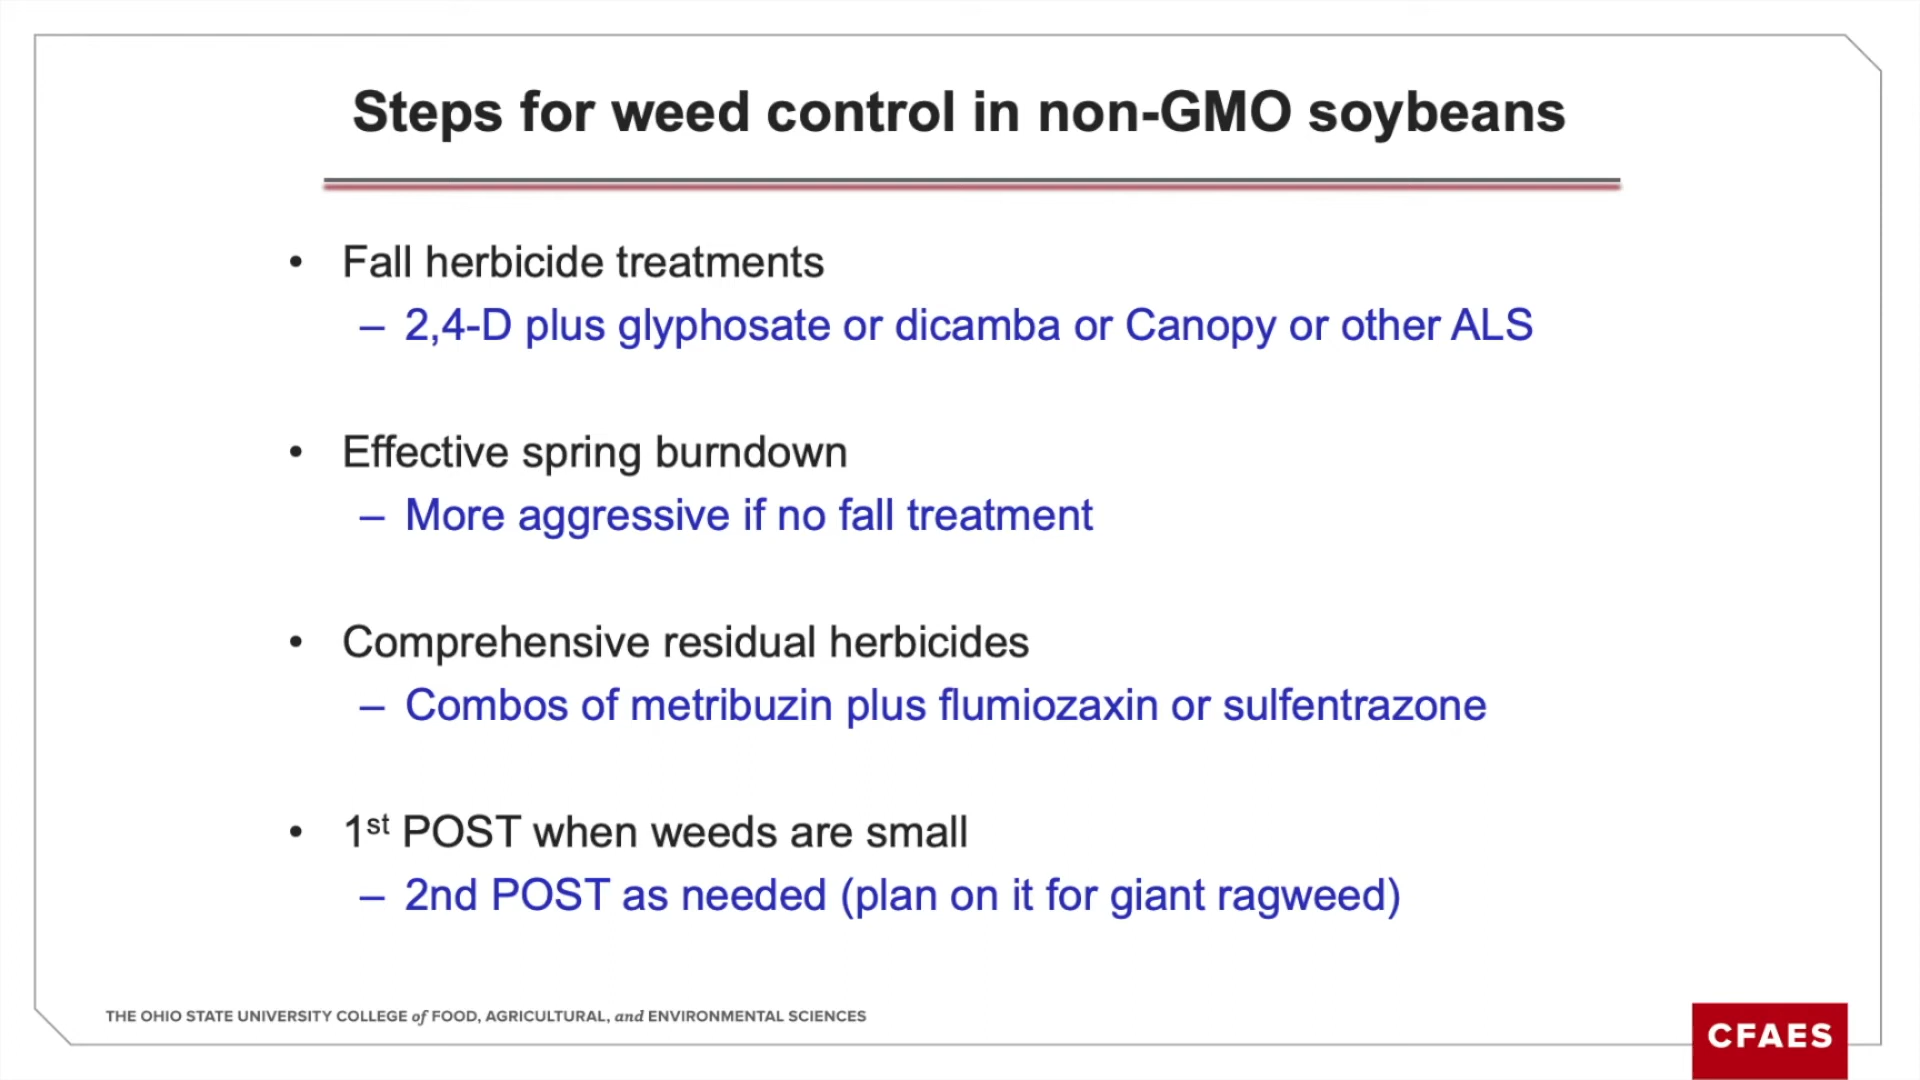 Steps for weed control in non-GMO soybeans
• Fall herbicide treatments
– 2,4-D plus glyphosate or dicamba or Canopy or other ALS
• Effective spring burndown
– More aggressive if no fall treatment
• Comprehensive residual herbicides
– Combos of metribuzin plus flumiozaxin or sulfentrazone
• 1st POST when weeds are small
– 2nd POST as needed (plan on it for giant ragweed)
THE OHIO STATE UNIVERSITY COLLEGE of FOOD, AGRICULTURAL, and ENVIRONMENTAL SCIENCES
CFAES